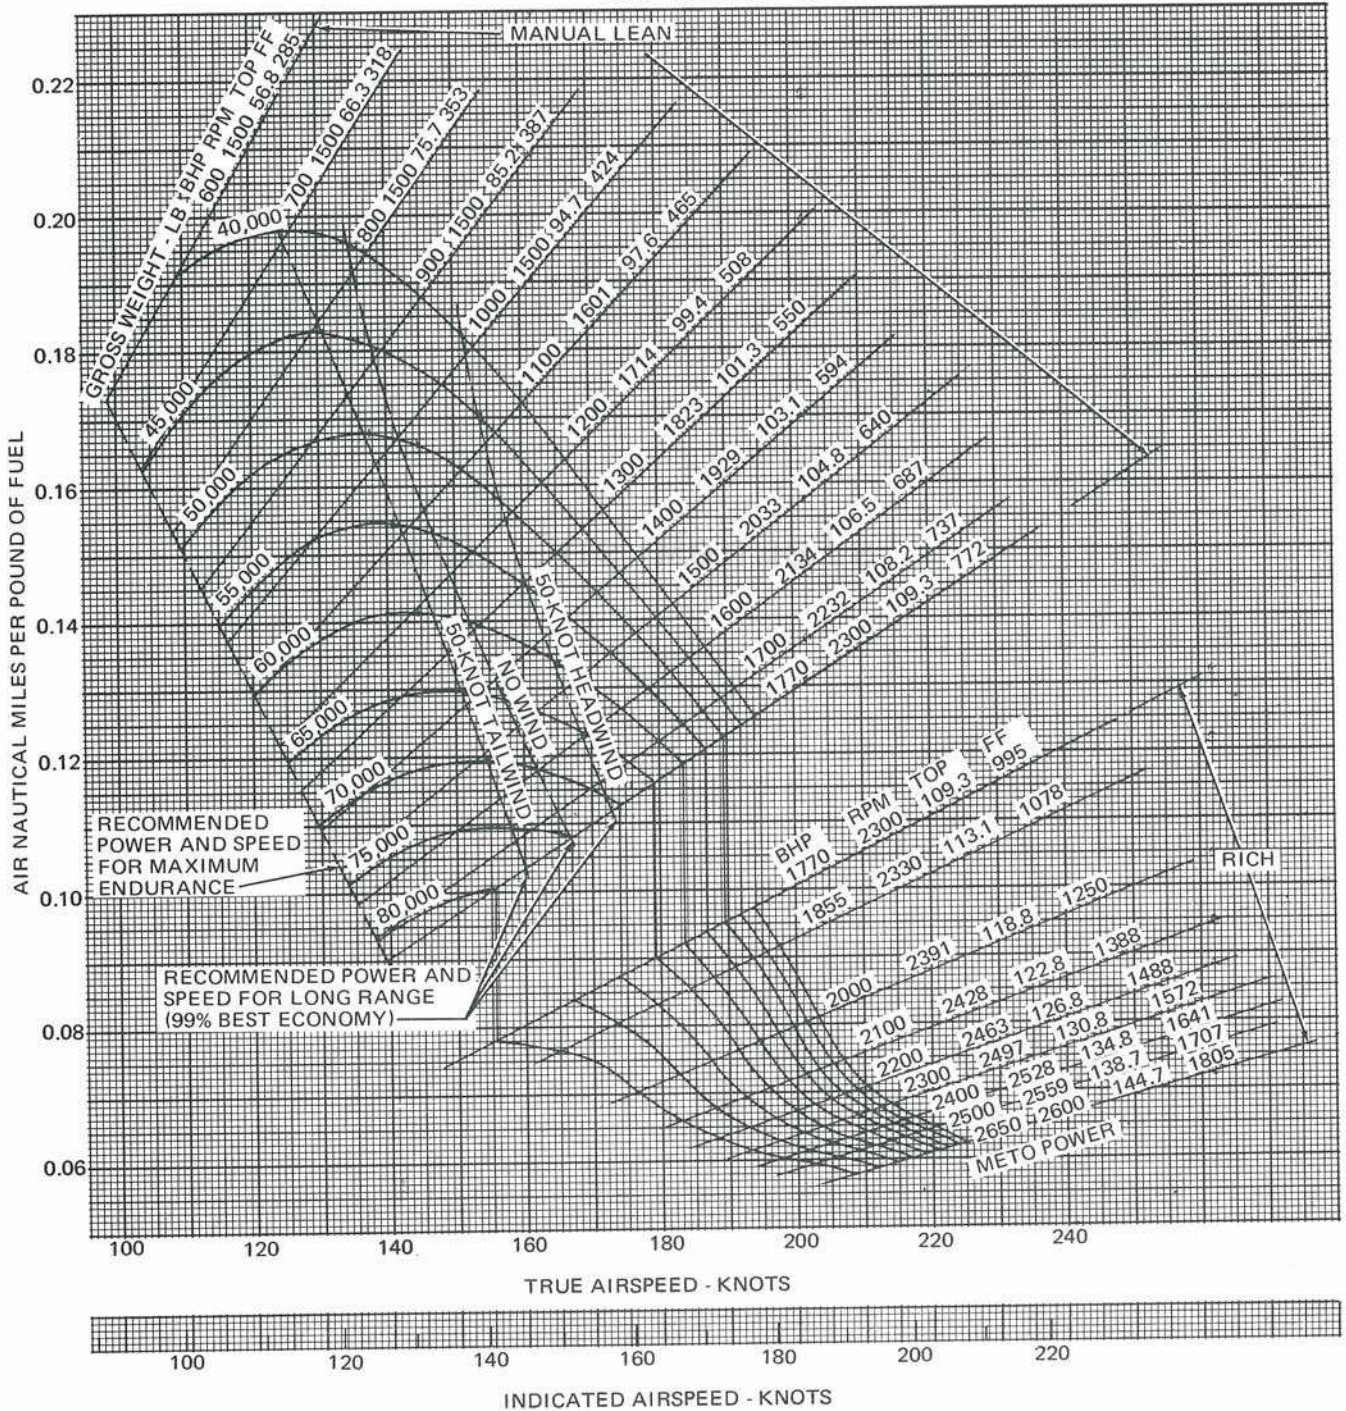 MANUAL LEAN
GROSS WEIGHT - LB BHP RPM TOP FF
600 1500 56.8 285
700 1500 66.3 318
800 1500 75.7 353
900 1500 85.2 387
1000 1500 94.7 424
1100 1601 97.6 465
1200 1714 99.4 508
1300 1823 101.3 550
1400 1929 103.1 594
1500 2033 104.8 640
1600 2134 106.5 687
1700 2232 108.2 737
1770 2300 109.3 772
40,000
45,000
50,000
55,000
60,000
65,000
70,000
75,000
80,000
50-KNOT TAILWIND
NO WIND
50-KNOT HEADWIND
RECOMMENDED
POWER AND SPEED
FOR MAXIMUM
ENDURANCE
RECOMMENDED POWER AND
SPEED FOR LONG RANGE
(99% BEST ECONOMY)
BHP RPM TOP FF
1770 2300 109.3 995
1855 2330 113.1 1078
2000 2391 118.8 1250
2100 2428 122.8 1388
2200 2463 126.8 1488
2300 2497 130.8 1572
2400 2528 134.8 1641
2500 2559 138.7 1707
2650 2600 144.7 1805
METO POWER
RICH
AIR NAUTICAL MILES PER POUND OF FUEL
0.22
0.20
0.18
0.16
0.14
0.12
0.10
0.08
0.06
100 120 140 160 180 200 220 240
TRUE AIRSPEED - KNOTS
100 120 140 160 180 200 220
INDICATED AIRSPEED - KNOTS